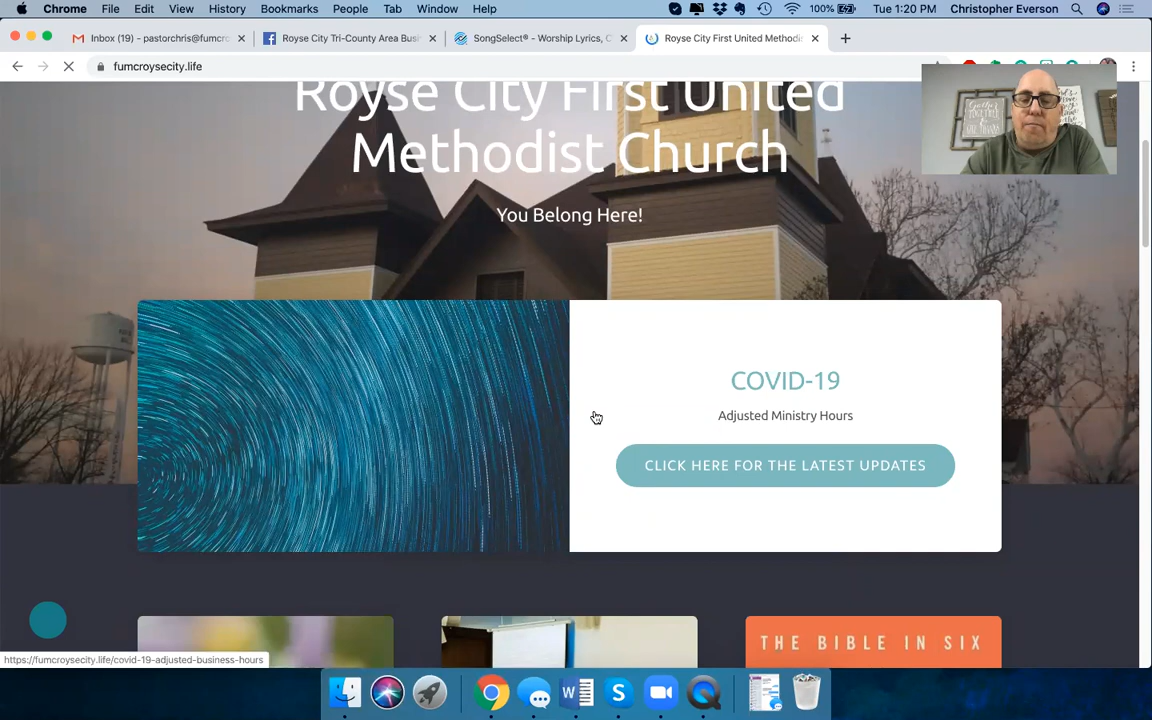 Chrome File Edit View History Bookmarks People Tab Window Help 100% Tue 1:20 PM Christopher Everson
Inbox (19) - pastorchris@fumcro
Royse City Tri-County Area Busi
SongSelect® - Worship Lyrics, C
Royse City First United Methodi
fumcroysecity.life
Royse City First United
Methodist Church
You Belong Here!
COVID-19
Adjusted Ministry Hours
CLICK HERE FOR THE LATEST UPDATES
THE BIBLE IN SIX
https://fumcroysecity.life/covid-19-adjusted-business-hours